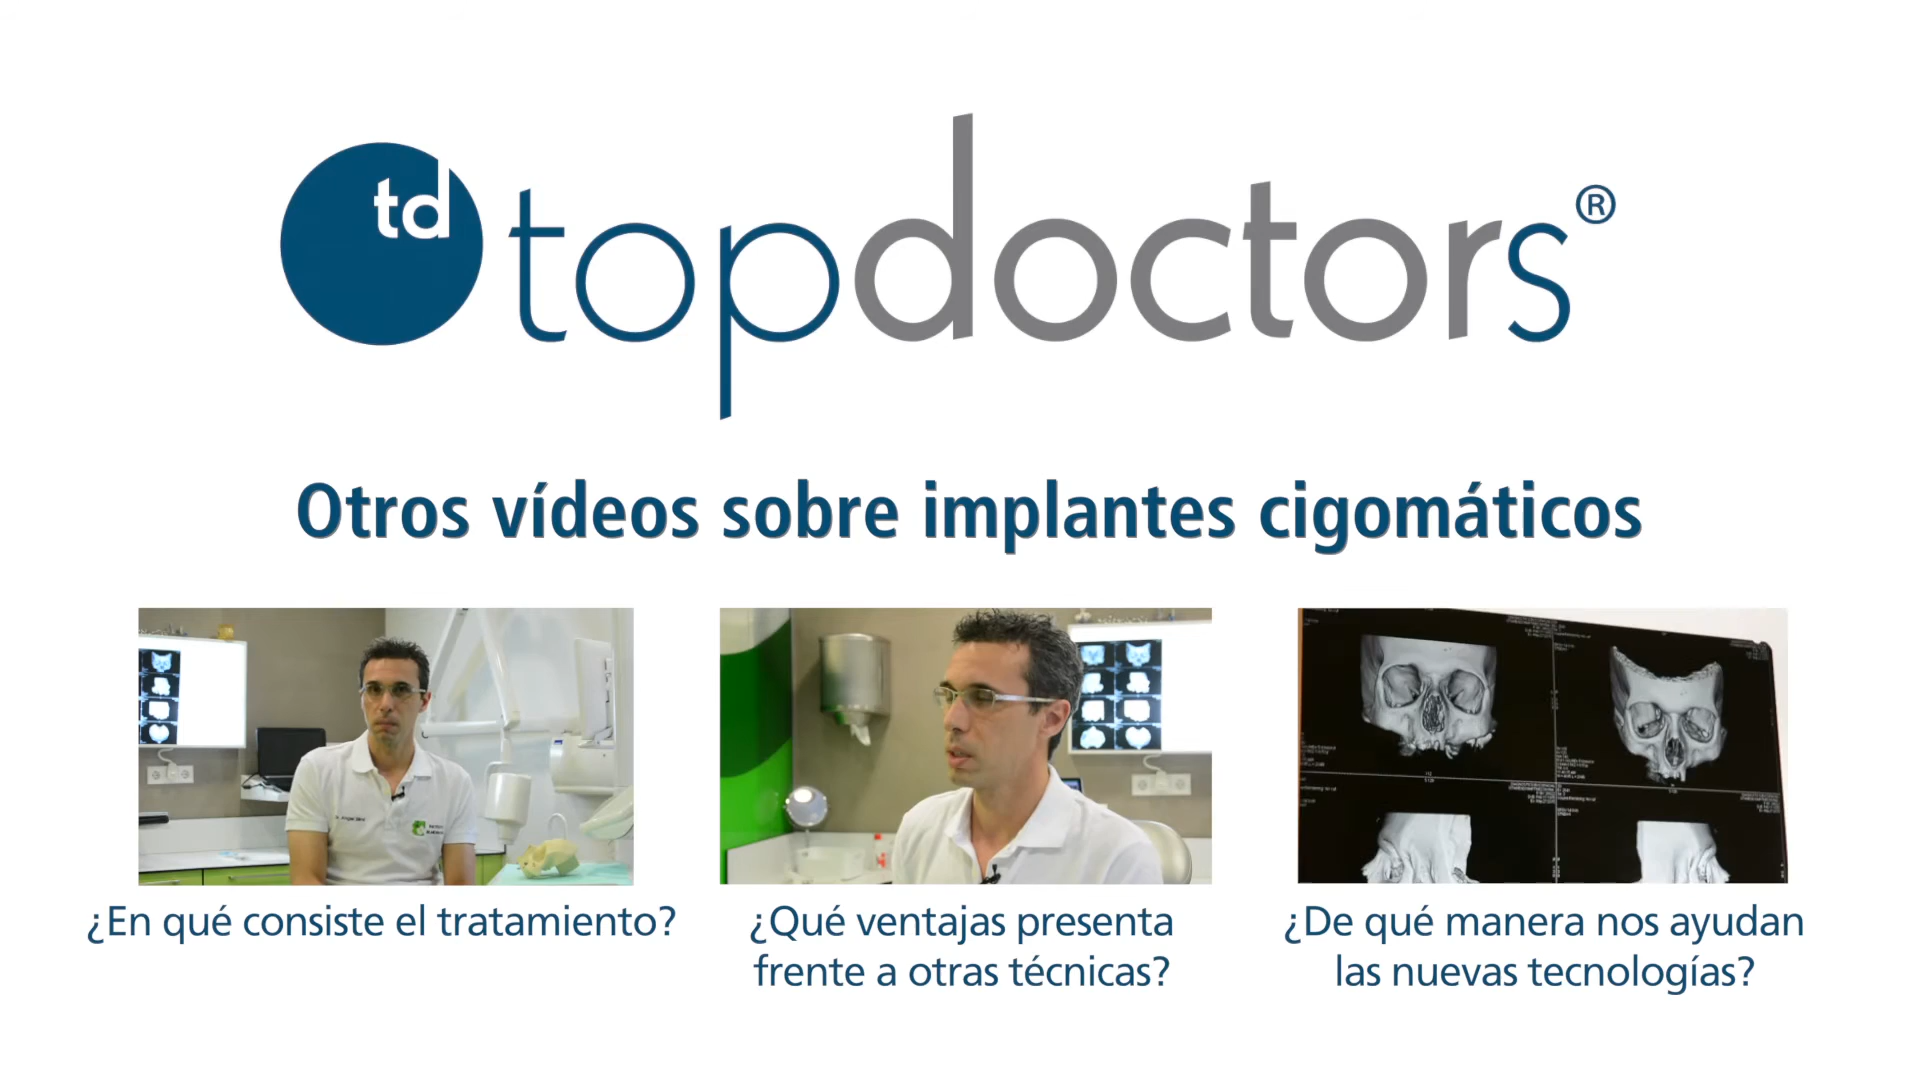 td
topdoctors®
Otros vídeos sobre implantes cigomáticos
¿En qué consiste el tratamiento?
¿Qué ventajas presenta
frente a otras técnicas?
¿De qué manera nos ayudan
las nuevas tecnologías?